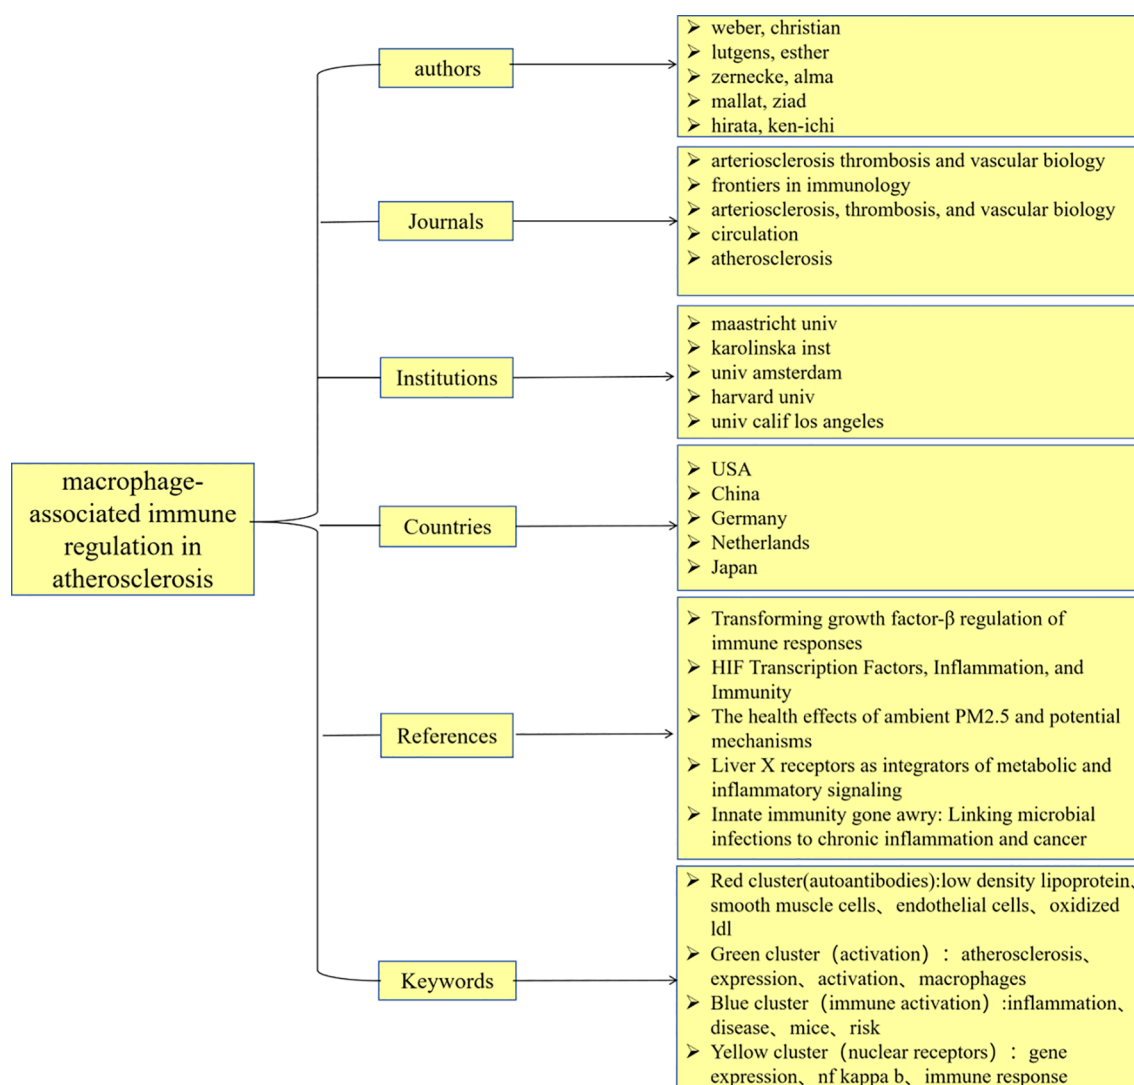 macrophage-
associated immune
regulation in
atherosclerosis
authors
➢ weber, christian
➢ lutgens, esther
➢ zernecke, alma
➢ mallat, ziad
➢ hirata, ken-ichi
Journals
➢ arteriosclerosis thrombosis and vascular biology
➢ frontiers in immunology
➢ arteriosclerosis, thrombosis, and vascular biology
➢ circulation
➢ atherosclerosis
Institutions
➢ maastricht univ
➢ karolinska inst
➢ univ amsterdam
➢ harvard univ
➢ univ calif los angeles
Countries
➢ USA
➢ China
➢ Germany
➢ Netherlands
➢ Japan
References
➢ Transforming growth factor-β regulation of
immune responses
➢ HIF Transcription Factors, Inflammation, and
Immunity
➢ The health effects of ambient PM2.5 and potential
mechanisms
➢ Liver X receptors as integrators of metabolic and
inflammatory signaling
➢ Innate immunity gone awry: Linking microbial
infections to chronic inflammation and cancer
Keywords
➢ Red cluster(autoantibodies):low density lipoprotein、
smooth muscle cells、endothelial cells、oxidized
ldl
➢ Green cluster（activation）：atherosclerosis、
expression、activation、macrophages
➢ Blue cluster（immune activation）:inflammation、
disease、mice、risk
➢ Yellow cluster（nuclear receptors）：gene
expression、nf kappa b、immune response